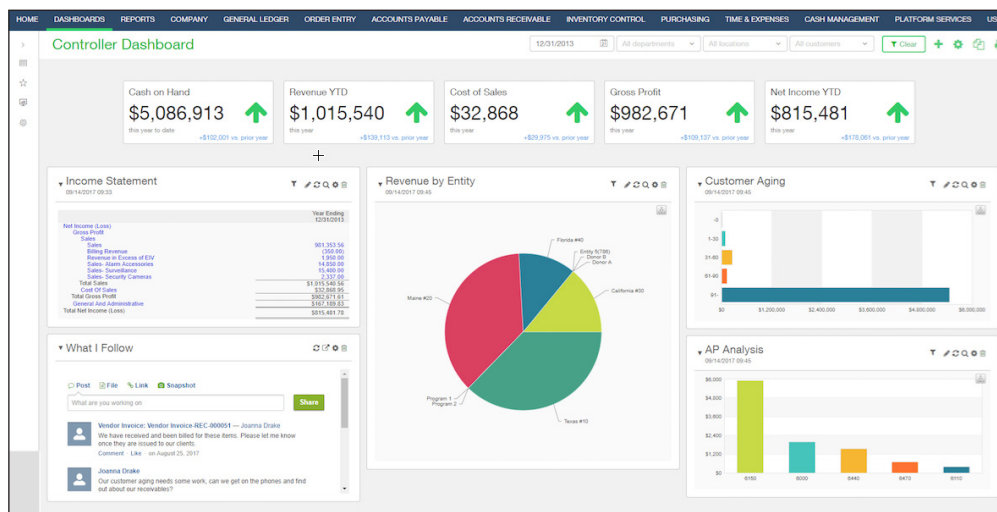 HOME DASHBOARDS REPORTS COMPANY GENERAL LEDGER ORDER ENTRY ACCOUNTS PAYABLE ACCOUNTS RECEIVABLE INVENTORY CONTROL PURCHASING TIME & EXPENSES CASH MANAGEMENT PLATFORM SERVICES US
Controller Dashboard
12/31/2013 All departments All locations All customers Clear
Cash on Hand
$5,086,913
this year to date
+$102,001 vs. prior year
Revenue YTD
$1,015,540
this year
+$139,113 vs. prior year
Cost of Sales
$32,868
this year
+$29,975 vs. prior year
Gross Profit
$982,671
this year
+$109,137 vs. prior year
Net Income YTD
$815,481
this year
+$178,061 vs. prior year
Income Statement
09/14/2017 09:33
Year Ending
12/31/2013
Net Income (Loss)
Gross Profit
Sales
Sales 981,353.56
Billing Revenue (350.00)
Revenue in Excess of EIV 1,950.00
Sales- Alarm Accessories 14,850.00
Sales- Surveillance 15,400.00
Sales- Security Cameras 2,337.00
Total Sales $1,015,540.56
Cost Of Sales $32,868.95
Total Gross Profit $982,671.61
General And Administrative $167,189.83
Total Net Income (Loss) $815,481.78
What I Follow
Post File Link Snapshot
What are you working on
Share
Vendor Invoice: Vendor Invoice-REC-000051 — Joanna Drake
We have received and been billed for these items. Please let me know
once they are issued to our clients.
Comment · Like · on August 25, 2017
Joanna Drake
Our customer aging needs some work, can we get on the phones and find
out about our receivables?
Revenue by Entity
09/14/2017 09:45
Florida #40
Entity 5(786)
Donor B
Donor A
California #30
Maine #20
Program 1
Program 2
Texas #10
Customer Aging
09/14/2017 09:45
-0
1-30
31-60
61-90
91-
$0 $1,200,000 $2,400,000 $3,600,000 $4,800,000 $6,000,000
AP Analysis
09/14/2017 09:45
$6,000
$4,800
$3,600
$2,400
$1,200
$0
6150 6000 6440 6470 6110